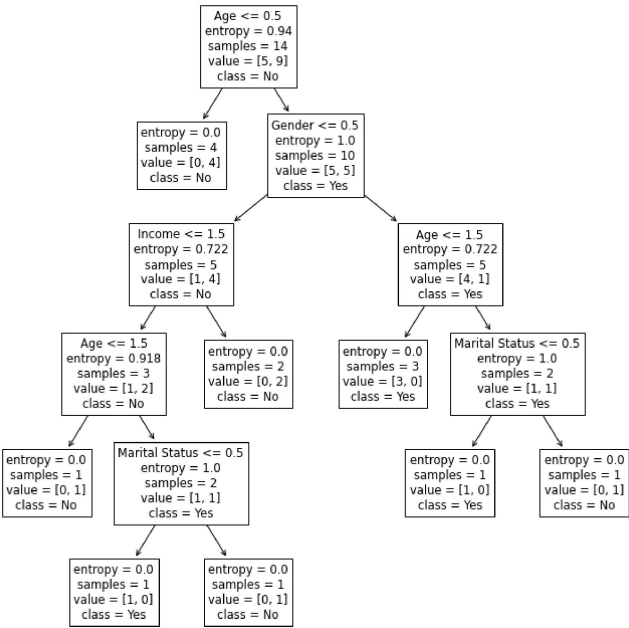 Age <= 0.5
entropy = 0.94
samples = 14
value = [5, 9]
class = No
entropy = 0.0
samples = 4
value = [0, 4]
class = No
Gender <= 0.5
entropy = 1.0
samples = 10
value = [5, 5]
class = Yes
Income <= 1.5
entropy = 0.722
samples = 5
value = [1, 4]
class = No
Age <= 1.5
entropy = 0.722
samples = 5
value = [4, 1]
class = Yes
Age <= 1.5
entropy = 0.918
samples = 3
value = [1, 2]
class = No
entropy = 0.0
samples = 2
value = [0, 2]
class = No
entropy = 0.0
samples = 3
value = [3, 0]
class = Yes
Marital Status <= 0.5
entropy = 1.0
samples = 2
value = [1, 1]
class = Yes
entropy = 0.0
samples = 1
value = [0, 1]
class = No
Marital Status <= 0.5
entropy = 1.0
samples = 2
value = [1, 1]
class = Yes
entropy = 0.0
samples = 1
value = [1, 0]
class = Yes
entropy = 0.0
samples = 1
value = [0, 1]
class = No
entropy = 0.0
samples = 1
value = [1, 0]
class = Yes
entropy = 0.0
samples = 1
value = [0, 1]
class = No